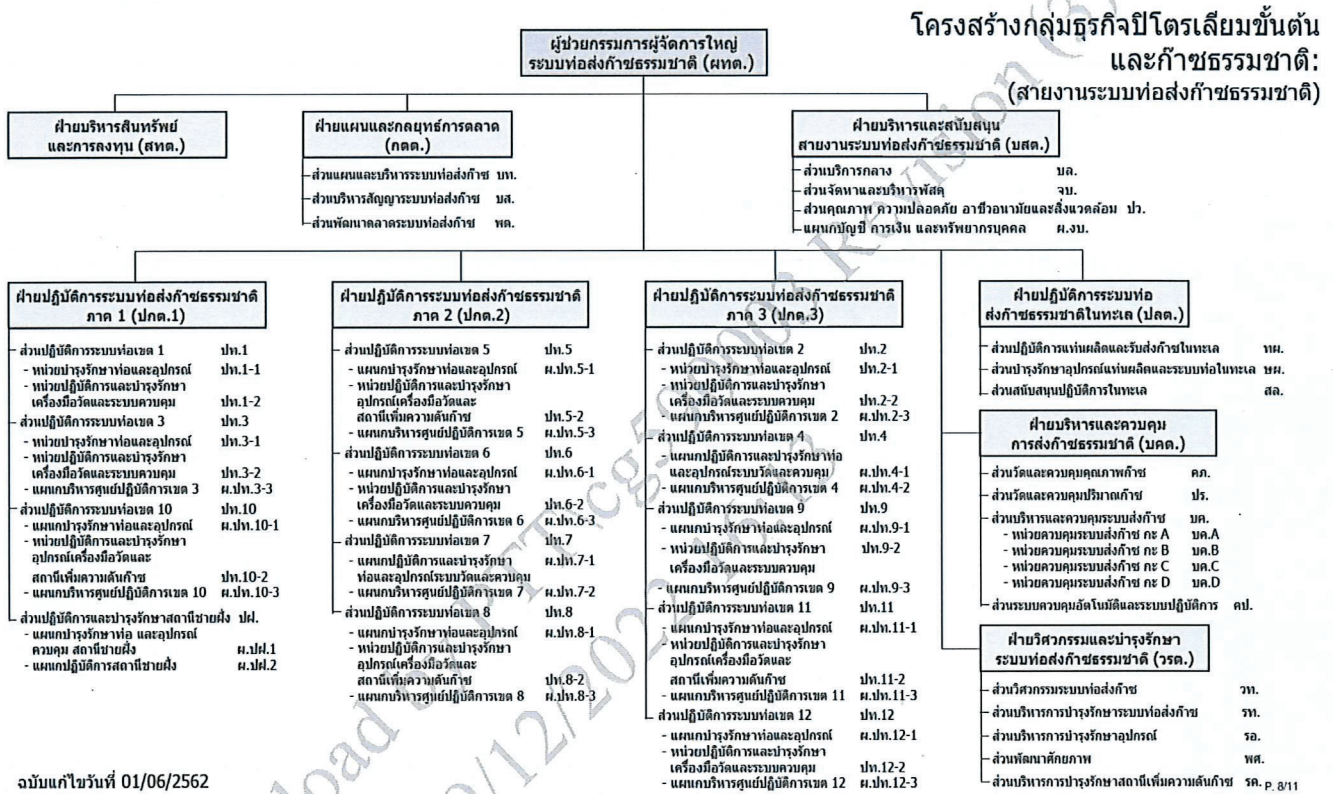 โครงสร้างกลุ่มธุรกิจปิโตรเลียมขั้นต้น
และก๊าซธรรมชาติ:
(สายงานระบบท่อส่งก๊าซธรรมชาติ)
ผู้ช่วยกรรมการผู้จัดการใหญ่
ระบบท่อส่งก๊าซธรรมชาติ (ผทต.)
ฝ่ายบริหารสินทรัพย์
และการลงทุน (สทต.)
ฝ่ายแผนและกลยุทธ์การตลาด
(กตต.)
ส่วนแผนและบริหารระบบท่อส่งก๊าซ บท.
ส่วนบริหารสัญญาระบบท่อส่งก๊าซ บส.
ส่วนพัฒนาตลาดระบบท่อส่งก๊าซ พต.
ฝ่ายบริหารและสนับสนุน
สายงานระบบท่อส่งก๊าซธรรมชาติ (บสต.)
ส่วนบริการกลาง บล.
ส่วนจัดหาและบริหารพัสดุ จบ.
ส่วนคุณภาพ ความปลอดภัย อาชีวอนามัยและสิ่งแวดล้อม ปว.
แผนกบัญชี การเงิน และทรัพยากรบุคคล ผ.งบ.
ฝ่ายปฏิบัติการระบบท่อส่งก๊าซธรรมชาติ
ภาค 1 (ปกต.1)
ส่วนปฏิบัติการระบบท่อเขต 1 ปท.1
- หน่วยบำรุงรักษาท่อและอุปกรณ์ ปท.1-1
- หน่วยปฏิบัติการและบำรุงรักษา
เครื่องมือวัดและระบบควบคุม ปท.1-2
ส่วนปฏิบัติการระบบท่อเขต 3 ปท.3
- หน่วยบำรุงรักษาท่อและอุปกรณ์ ปท.3-1
- หน่วยปฏิบัติการและบำรุงรักษา
เครื่องมือวัดและระบบควบคุม ปท.3-2
- แผนกบริหารศูนย์ปฏิบัติการเขต 3 ผ.ปท.3-3
ส่วนปฏิบัติการระบบท่อเขต 10 ปท.10
- แผนกบำรุงรักษาท่อและอุปกรณ์ ผ.ปท.10-1
- หน่วยปฏิบัติการและบำรุงรักษา
อุปกรณ์เครื่องมือวัดและ
สถานีเพิ่มความดันก๊าซ ปท.10-2
- แผนกบริหารศูนย์ปฏิบัติการเขต 10 ผ.ปท.10-3
ส่วนปฏิบัติการและบำรุงรักษาสถานีชายฝั่ง ปฝ.
- แผนกบำรุงรักษาท่อ และอุปกรณ์
ควบคุม สถานีชายฝั่ง ผ.ปฝ.1
- แผนกปฏิบัติการสถานีชายฝั่ง ผ.ปฝ.2
ฝ่ายปฏิบัติการระบบท่อส่งก๊าซธรรมชาติ
ภาค 2 (ปกต.2)
ส่วนปฏิบัติการระบบท่อเขต 5 ปท.5
- แผนกบำรุงรักษาท่อและอุปกรณ์ ผ.ปท.5-1
- หน่วยปฏิบัติการและบำรุงรักษา
อุปกรณ์เครื่องมือวัดและ
สถานีเพิ่มความดันก๊าซ ปท.5-2
- แผนกบริหารศูนย์ปฏิบัติการเขต 5 ผ.ปท.5-3
ส่วนปฏิบัติการระบบท่อเขต 6 ปท.6
- แผนกบำรุงรักษาท่อและอุปกรณ์ ผ.ปท.6-1
- หน่วยปฏิบัติการและบำรุงรักษา
เครื่องมือวัดและระบบควบคุม ปท.6-2
- แผนกบริหารศูนย์ปฏิบัติการเขต 6 ผ.ปท.6-3
ส่วนปฏิบัติการระบบท่อเขต 7 ปท.7
- แผนกปฏิบัติการและบำรุงรักษา ผ.ปท.7-1
ท่อและอุปกรณ์ระบบวัดและควบคุม
- แผนกบริหารศูนย์ปฏิบัติการเขต 7 ผ.ปท.7-2
ส่วนปฏิบัติการระบบท่อเขต 8 ปท.8
- แผนกบำรุงรักษาท่อและอุปกรณ์ ผ.ปท.8-1
- หน่วยปฏิบัติการและบำรุงรักษา
อุปกรณ์เครื่องมือวัดและ
สถานีเพิ่มความดันก๊าซ ปท.8-2
- แผนกบริหารศูนย์ปฏิบัติการเขต 8 ผ.ปท.8-3
ฝ่ายปฏิบัติการระบบท่อส่งก๊าซธรรมชาติ
ภาค 3 (ปกต.3)
ส่วนปฏิบัติการระบบท่อเขต 2 ปท.2
- หน่วยบำรุงรักษาท่อและอุปกรณ์ ปท.2-1
- หน่วยปฏิบัติการและบำรุงรักษา
เครื่องมือวัดและระบบควบคุม ปท.2-2
- แผนกบริหารศูนย์ปฏิบัติการเขต 2 ผ.ปท.2-3
ส่วนปฏิบัติการระบบท่อเขต 4 ปท.4
- แผนกปฏิบัติการและบำรุงรักษาท่อ
และอุปกรณ์ระบบวัดและควบคุม ผ.ปท.4-1
- แผนกบริหารศูนย์ปฏิบัติการเขต 4 ผ.ปท.4-2
ส่วนปฏิบัติการระบบท่อเขต 9 ปท.9
- แผนกบำรุงรักษาท่อและอุปกรณ์ ผ.ปท.9-1
- หน่วยปฏิบัติการและบำรุงรักษา ปท.9-2
เครื่องมือวัดและระบบควบคุม
- แผนกบริหารศูนย์ปฏิบัติการเขต 9 ผ.ปท.9-3
ส่วนปฏิบัติการระบบท่อเขต 11 ปท.11
- แผนกบำรุงรักษาท่อและอุปกรณ์ ผ.ปท.11-1
- หน่วยปฏิบัติการและบำรุงรักษา
อุปกรณ์เครื่องมือวัดและ
สถานีเพิ่มความดันก๊าซ ปท.11-2
- แผนกบริหารศูนย์ปฏิบัติการเขต 11 ผ.ปท.11-3
ส่วนปฏิบัติการระบบท่อเขต 12 ปท.12
- แผนกบำรุงรักษาท่อและอุปกรณ์ ผ.ปท.12-1
- หน่วยปฏิบัติการและบำรุงรักษา
เครื่องมือวัดและระบบควบคุม ปท.12-2
- แผนกบริหารศูนย์ปฏิบัติการเขต 12 ผ.ปท.12-3
ฝ่ายปฏิบัติการระบบท่อ
ส่งก๊าซธรรมชาติในทะเล (ปลต.)
ส่วนปฏิบัติการแท่นผลิตและรับส่งก๊าซในทะเล ทผ.
ส่วนบำรุงรักษาอุปกรณ์แท่นผลิตและระบบท่อในทะเล ษผ.
ส่วนสนับสนุนปฏิบัติการในทะเล สล.
ฝ่ายบริหารและควบคุม
การส่งก๊าซธรรมชาติ (บคต.)
ส่วนวัดและควบคุมคุณภาพก๊าซ คภ.
ส่วนวัดและควบคุมปริมาณก๊าซ ปร.
ส่วนบริหารและควบคุมระบบส่งก๊าซ บค.
- หน่วยควบคุมระบบส่งก๊าซ กะ A บค.A
- หน่วยควบคุมระบบส่งก๊าซ กะ B บค.B
- หน่วยควบคุมระบบส่งก๊าซ กะ C บค.C
- หน่วยควบคุมระบบส่งก๊าซ กะ D บค.D
ส่วนระบบควบคุมอัตโนมัติและระบบปฏิบัติการ คป.
ฝ่ายวิศวกรรมและบำรุงรักษา
ระบบท่อส่งก๊าซธรรมชาติ (วรต.)
ส่วนวิศวกรรมระบบท่อส่งก๊าซ วท.
ส่วนบริหารการบำรุงรักษาระบบท่อส่งก๊าซ รท.
ส่วนบริหารการบำรุงรักษาอุปกรณ์ รอ.
ส่วนพัฒนาศักยภาพ พศ.
ส่วนบริหารการบำรุงรักษาสถานีเพิ่มความดันก๊าซ รค.
ฉบับแก้ไขวันที่ 01/06/2562
P. 8/11